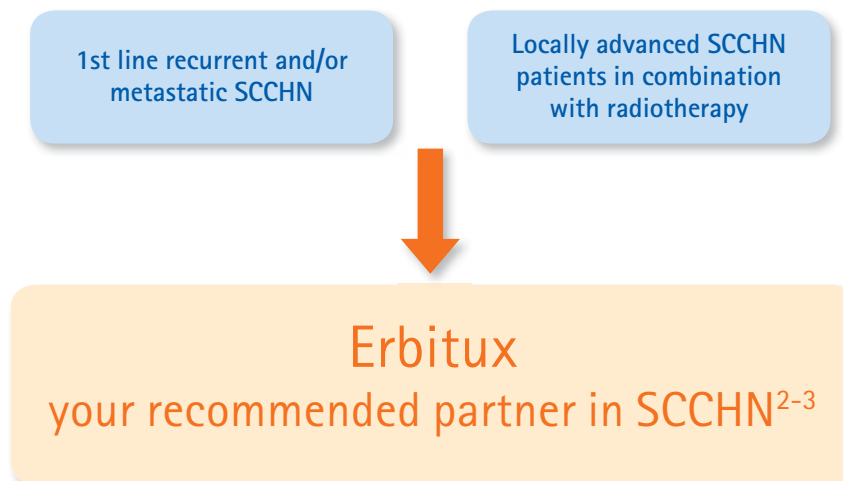 1st line recurrent and/or
metastatic SCCHN
Locally advanced SCCHN
patients in combination
with radiotherapy
Erbitux
your recommended partner in SCCHN2-3